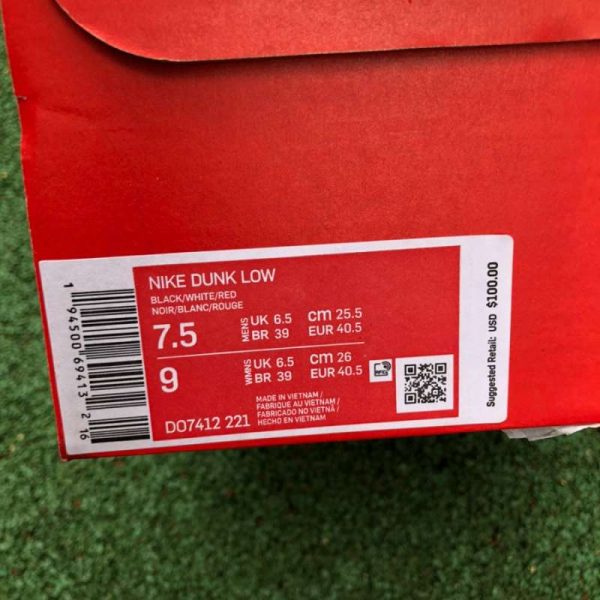 NIKE DUNK LOW
BLACK/WHITE/RED
NOIR/BLANC/ROUGE
7.5 MENS UK 6.5 cm 25.5
BR 39 EUR 40.5
9 WMNS UK 6.5 cm 26
BR 39 EUR 40.5
MADE IN VIETNAM /
FABRIQUE AU VIETNAM /
FABRICADO NO VIETNÃ /
DO7412 221 HECHO EN VIETNAM
1 94500 69413 2 16
Suggested Retail: USD $100.00